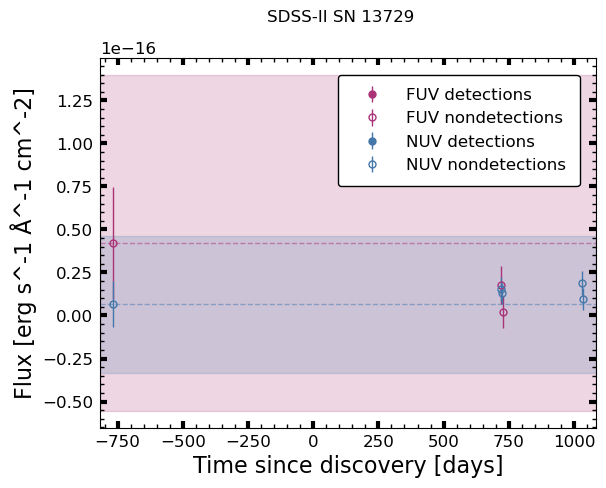 SDSS-II SN 13729
1e−16
Flux [erg s^-1 Å^-1 cm^-2]
1.25
1.00
0.75
0.50
0.25
0.00
−0.25
−0.50
FUV detections
FUV nondetections
NUV detections
NUV nondetections
−750 −500 −250 0 250 500 750 1000
Time since discovery [days]